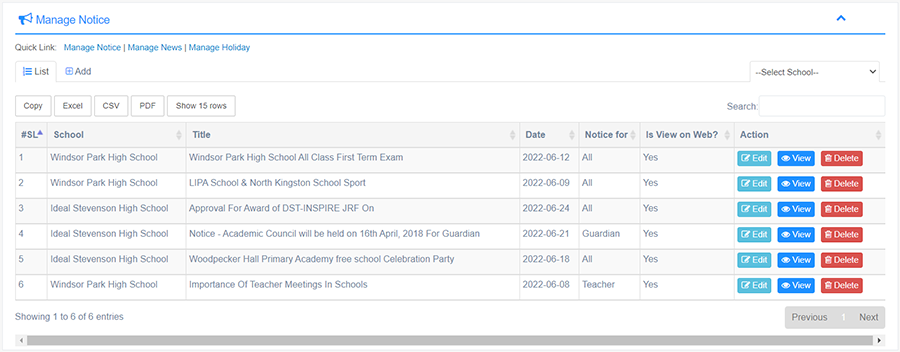 Manage Notice
Quick Link: Manage Notice | Manage News | Manage Holiday
List Add --Select School--
Copy Excel CSV PDF Show 15 rows Search:
#SL School Title Date Notice for Is View on Web? Action
1 Windsor Park High School Windsor Park High School All Class First Term Exam 2022-06-12 All Yes Edit View Delete
2 Windsor Park High School LIPA School & North Kingston School Sport 2022-06-09 All Yes Edit View Delete
3 Ideal Stevenson High School Approval For Award of DST-INSPIRE JRF On 2022-06-24 All Yes Edit View Delete
4 Ideal Stevenson High School Notice - Academic Council will be held on 16th April, 2018 For Guardian 2022-06-21 Guardian Yes Edit View Delete
5 Ideal Stevenson High School Woodpecker Hall Primary Academy free school Celebration Party 2022-06-18 All Yes Edit View Delete
6 Windsor Park High School Importance Of Teacher Meetings In Schools 2022-06-08 Teacher Yes Edit View Delete
Showing 1 to 6 of 6 entries Previous 1 Next